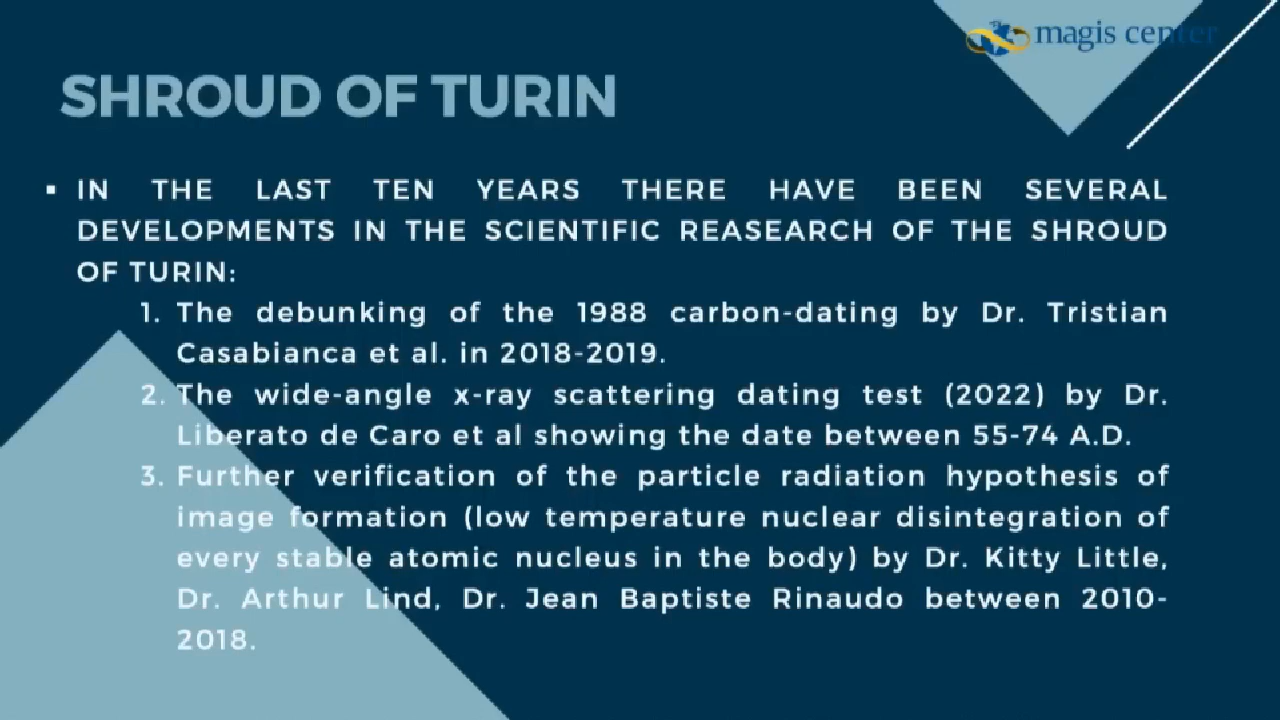 magis center
SHROUD OF TURIN
▪ IN THE LAST TEN YEARS THERE HAVE BEEN SEVERAL
DEVELOPMENTS IN THE SCIENTIFIC REASEARCH OF THE SHROUD
OF TURIN:
1. The debunking of the 1988 carbon-dating by Dr. Tristian
Casabianca et al. in 2018-2019.
2. The wide-angle x-ray scattering dating test (2022) by Dr.
Liberato de Caro et al showing the date between 55-74 A.D.
3. Further verification of the particle radiation hypothesis of
image formation (low temperature nuclear disintegration of
every stable atomic nucleus in the body) by Dr. Kitty Little,
Dr. Arthur Lind, Dr. Jean Baptiste Rinaudo between 2010-
2018.